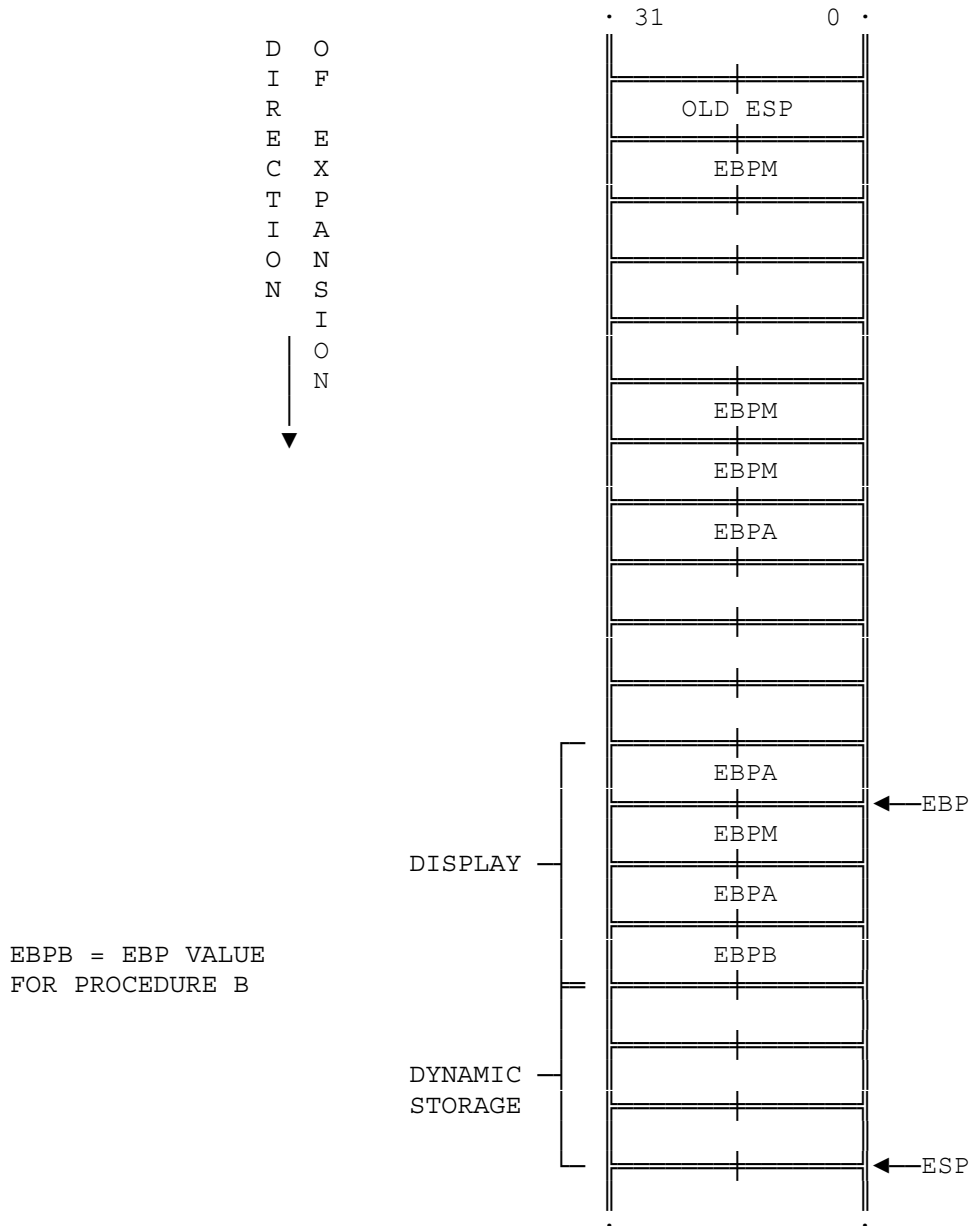 31 0
DIRECTION
OF EXPANSION
OLD ESP
EBPM
EBPM
EBPM
EBPA
EBPA
EBP
EBPM
DISPLAY
EBPA
EBPB = EBP VALUE
FOR PROCEDURE B
EBPB
DYNAMIC
STORAGE
ESP